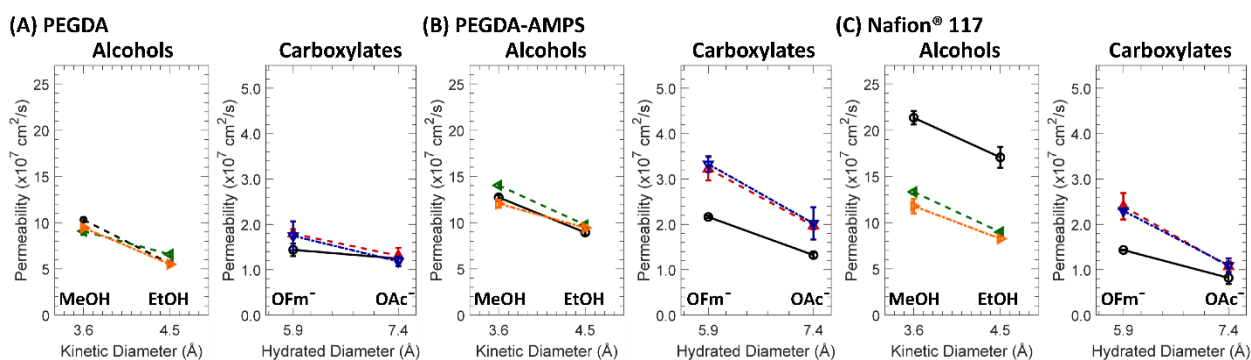 (A) PEGDA
Alcohols
Permeability (x10⁷ cm²/s)
25
20
15
10
5
0
MeOH EtOH
3.6 4.5
Kinetic Diameter (Å)
Carboxylates
Permeability (x10⁷ cm²/s)
5.0
4.0
3.0
2.0
1.0
0.0
OFm⁻ OAc⁻
5.9 7.4
Hydrated Diameter (Å)
(B) PEGDA-AMPS
Alcohols
Permeability (x10⁷ cm²/s)
25
20
15
10
5
0
MeOH EtOH
3.6 4.5
Kinetic Diameter (Å)
Carboxylates
Permeability (x10⁷ cm²/s)
5.0
4.0
3.0
2.0
1.0
0.0
OFm⁻ OAc⁻
5.9 7.4
Hydrated Diameter (Å)
(C) Nafion® 117
Alcohols
Permeability (x10⁷ cm²/s)
25
20
15
10
5
0
MeOH EtOH
3.6 4.5
Kinetic Diameter (Å)
Carboxylates
Permeability (x10⁷ cm²/s)
5.0
4.0
3.0
2.0
1.0
0.0
OFm⁻ OAc⁻
5.9 7.4
Hydrated Diameter (Å)